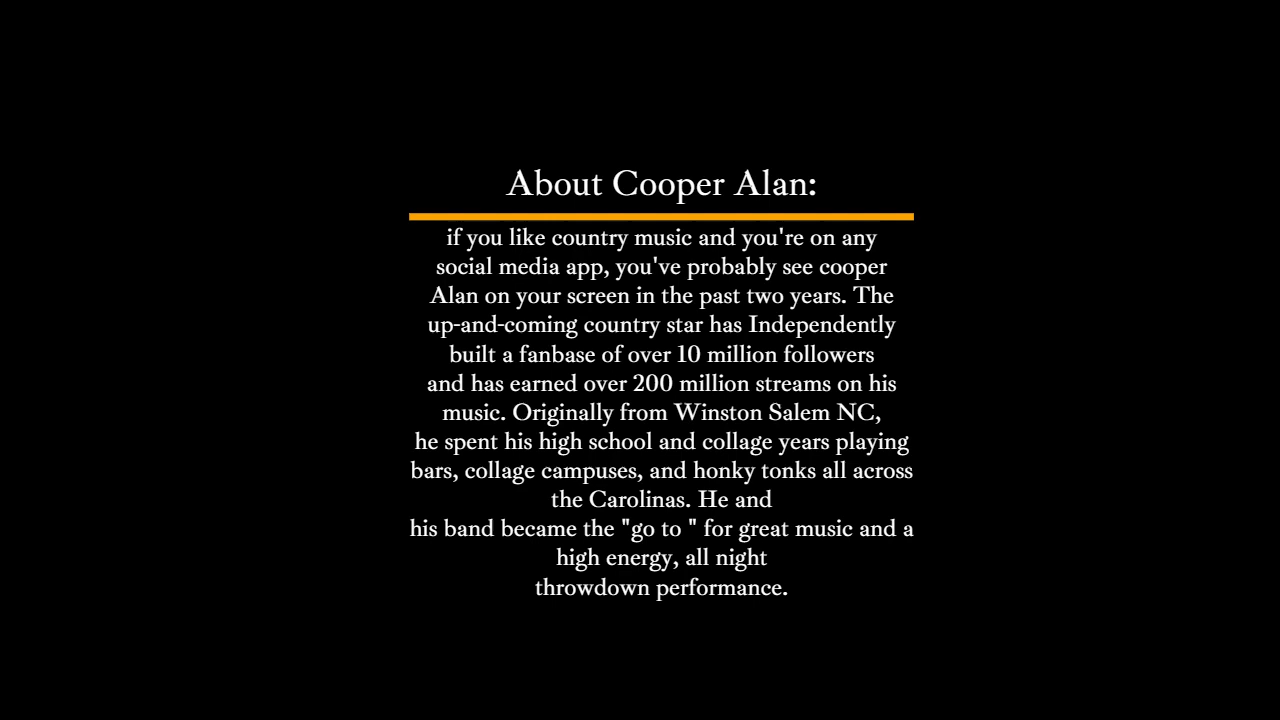 About Cooper Alan:
if you like country music and you're on any
social media app, you've probably see cooper
Alan on your screen in the past two years. The
up-and-coming country star has Independently
built a fanbase of over 10 million followers
and has earned over 200 million streams on his
music. Originally from Winston Salem NC,
he spent his high school and collage years playing
bars, collage campuses, and honky tonks all across
the Carolinas. He and
his band became the "go to " for great music and a
high energy, all night
throwdown performance.